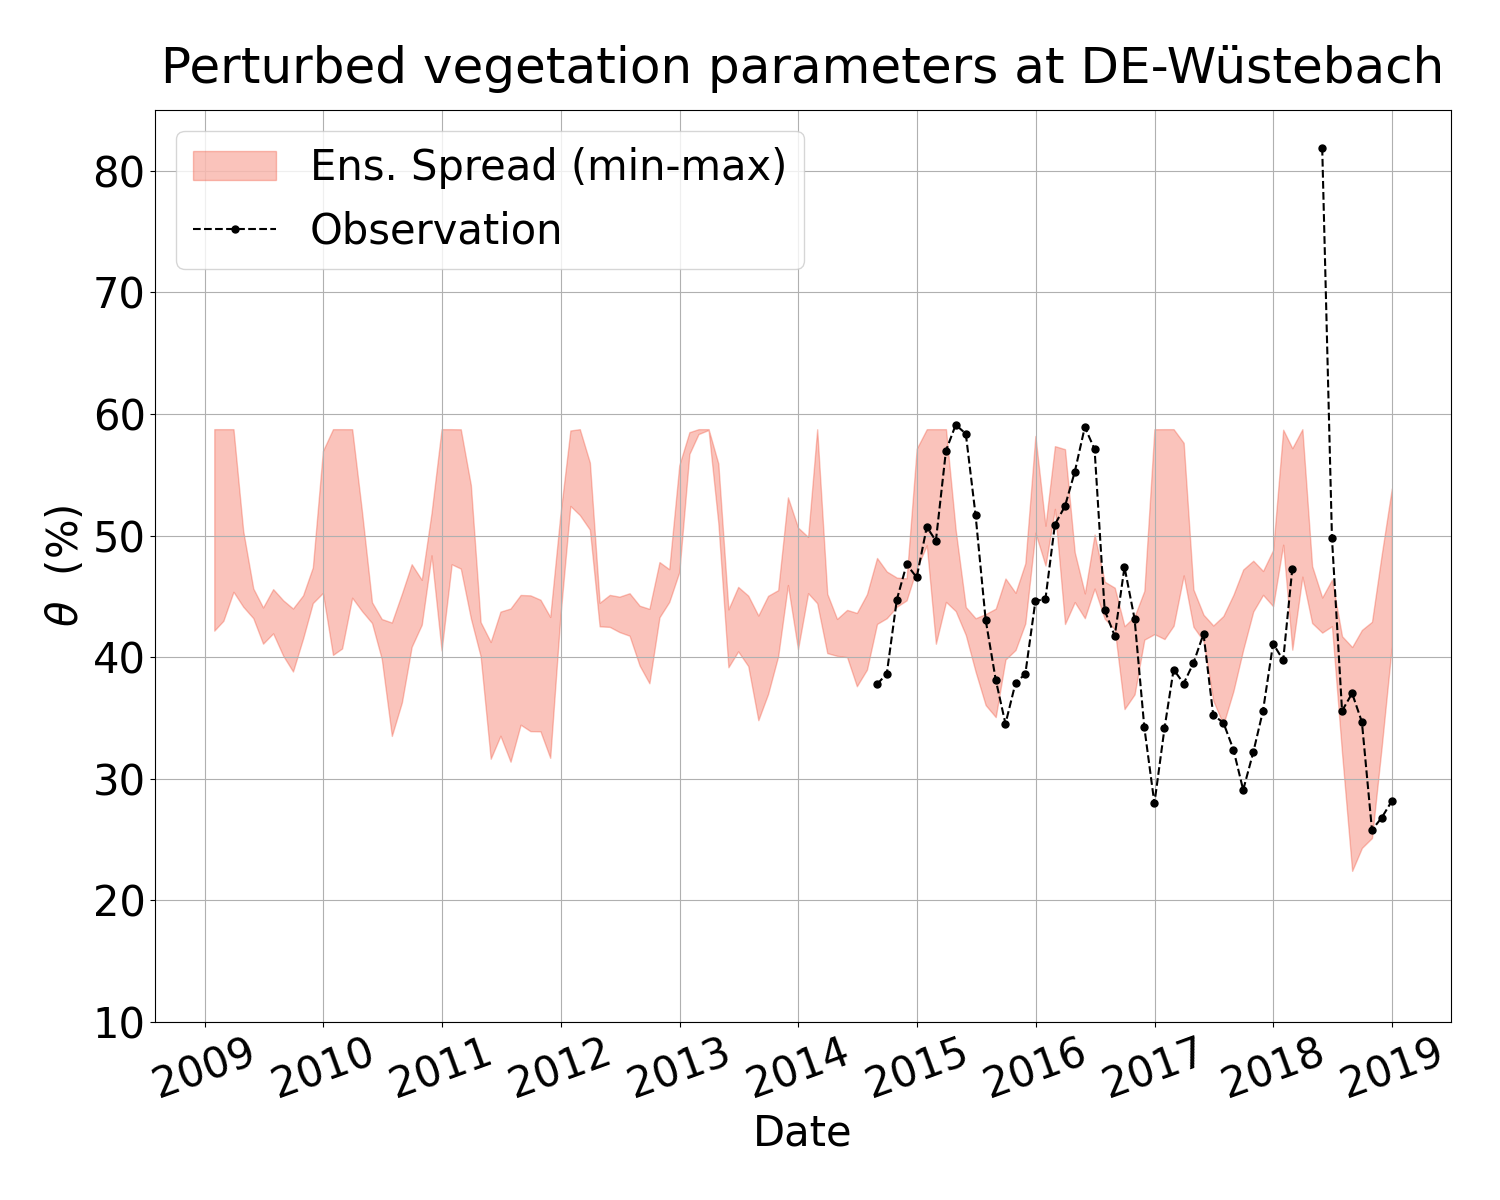 Perturbed vegetation parameters at DE-Wüstebach
Ens. Spread (min-max)
Observation
80
70
60
50
40
30
20
10
θ (%)
2009 2010 2011 2012 2013 2014 2015 2016 2017 2018 2019
Date